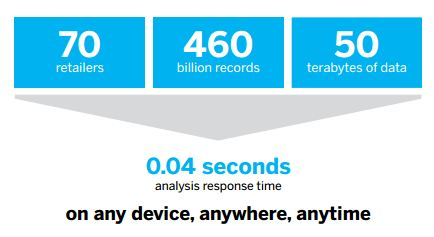 70
retailers
460
billion records
50
terabytes of data
0.04 seconds
analysis response time
on any device, anywhere, anytime